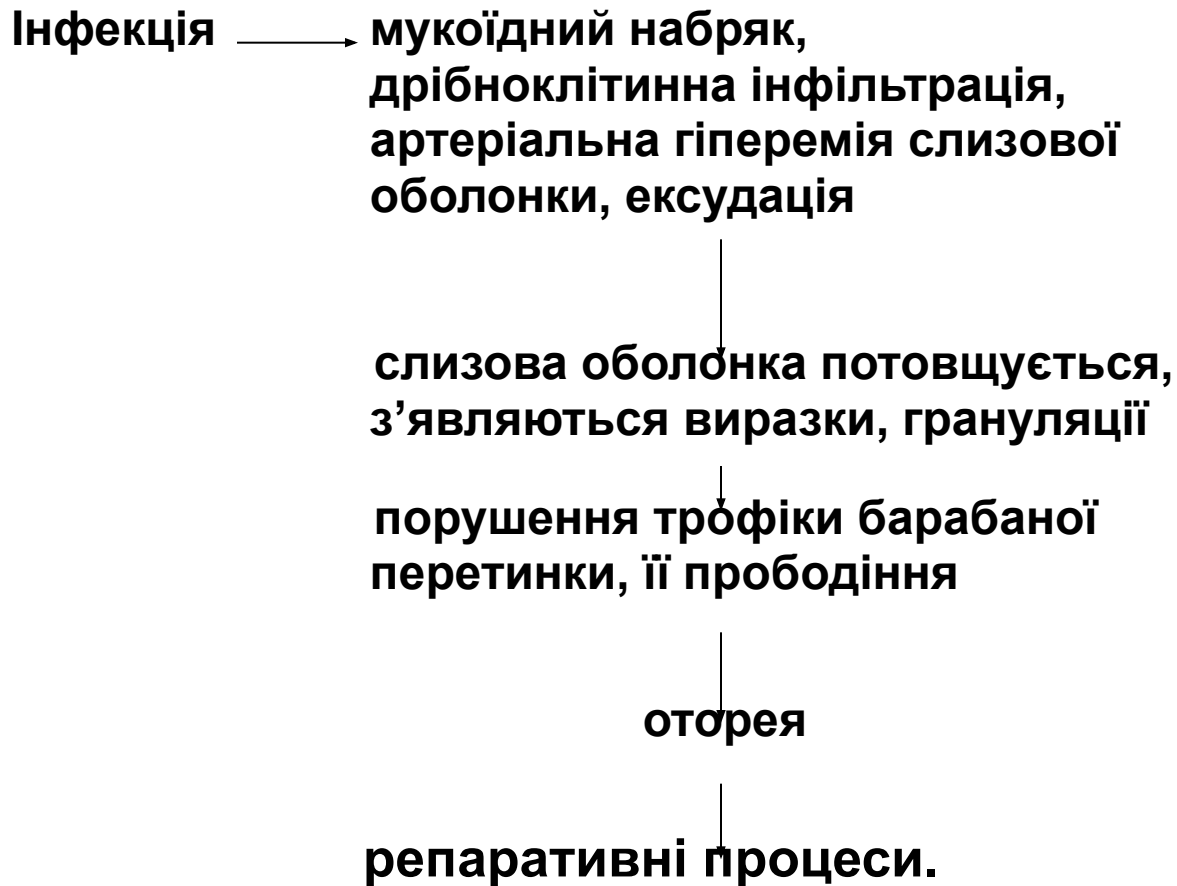 Інфекція мукоїдний набряк,
дрібноклітинна інфільтрація,
артеріальна гіперемія слизової
оболонки, ексудація
слизова оболонка потовщується,
з’являються виразки, грануляції
порушення трофіки барабаної
перетинки, її прободіння
оторея
репаративні процеси.